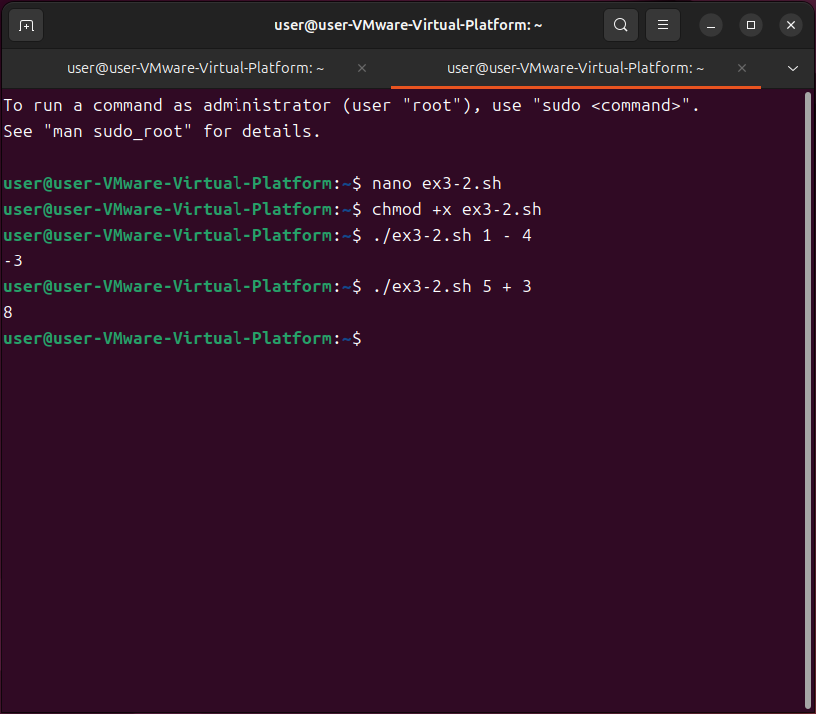 user@user-VMware-Virtual-Platform: ~
user@user-VMware-Virtual-Platform: ~
user@user-VMware-Virtual-Platform: ~
To run a command as administrator (user "root"), use "sudo <command>".
See "man sudo_root" for details.
user@user-VMware-Virtual-Platform:~$ nano ex3-2.sh
user@user-VMware-Virtual-Platform:~$ chmod +x ex3-2.sh
user@user-VMware-Virtual-Platform:~$ ./ex3-2.sh 1 - 4
-3
user@user-VMware-Virtual-Platform:~$ ./ex3-2.sh 5 + 3
8
user@user-VMware-Virtual-Platform:~$